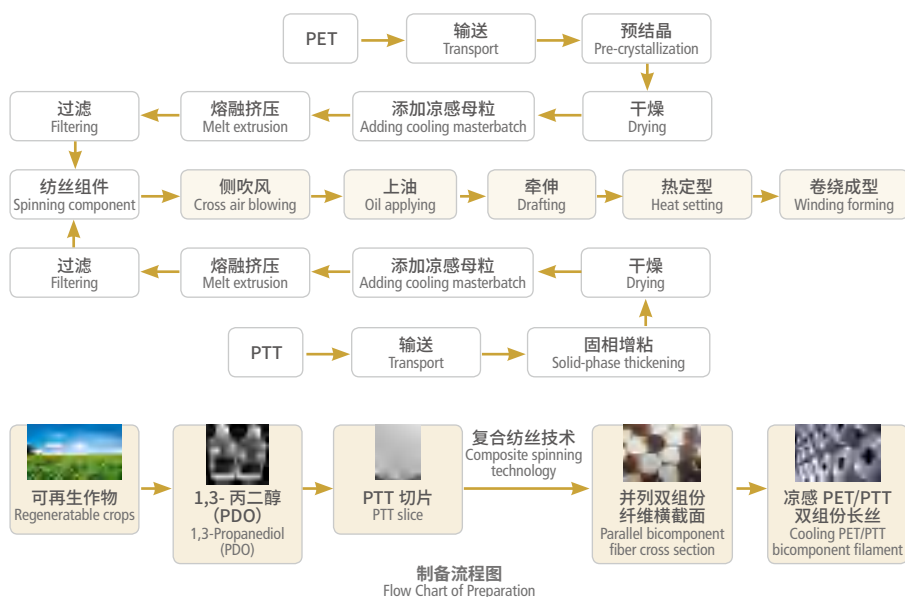 PET
输送
Transport
预结晶
Pre-crystallization
过滤
Filtering
熔融挤压
Melt extrusion
添加凉感母粒
Adding cooling masterbatch
干燥
Drying
纺丝组件
Spinning component
侧吹风
Cross air blowing
上油
Oil applying
牵伸
Drafting
热定型
Heat setting
卷绕成型
Winding forming
过滤
Filtering
熔融挤压
Melt extrusion
添加凉感母粒
Adding cooling masterbatch
干燥
Drying
PTT
输送
Transport
固相增粘
Solid-phase thickening
可再生作物
Regeneratable crops
1,3- 丙二醇
（PDO）
1,3-Propanediol
(PDO)
PTT 切片
PTT slice
复合纺丝技术
Composite spinning
technology
并列双组份
纤维横截面
Parallel bicomponent
fiber cross section
凉感 PET/PTT
双组份长丝
Cooling PET/PTT
bicomponent filament
制备流程图
Flow Chart of Preparation